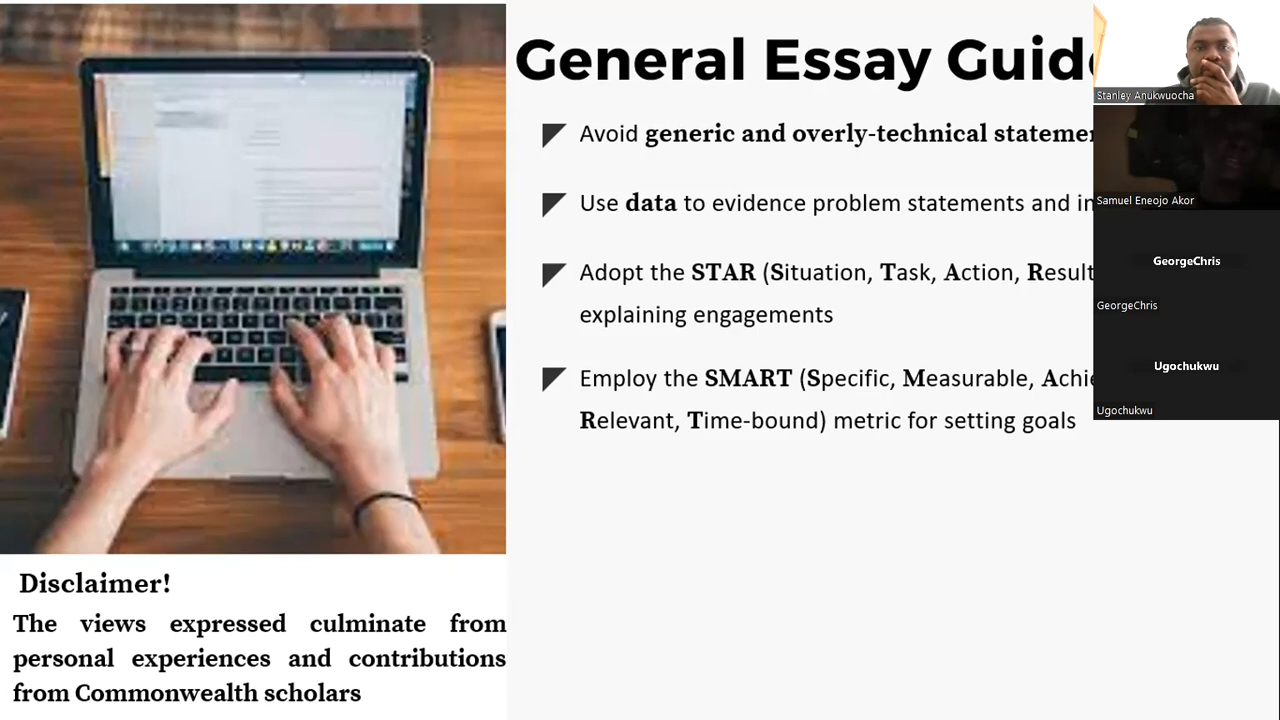 General Essay Guid
Avoid generic and overly-technical
Use data to evidence problem statements and
Adopt the STAR (Situation, Task, Action, Result
explaining engagements
Employ the SMART (Specific, Measurable,
Relevant, Time-bound) metric for setting goals
Disclaimer!
The views expressed culminate from
personal experiences and contributions
from Commonwealth scholars
Stanley Anukwuocha
Samuel Eneojo Akor
GeorgeChris
GeorgeChris
Ugochukwu
Ugochukwu